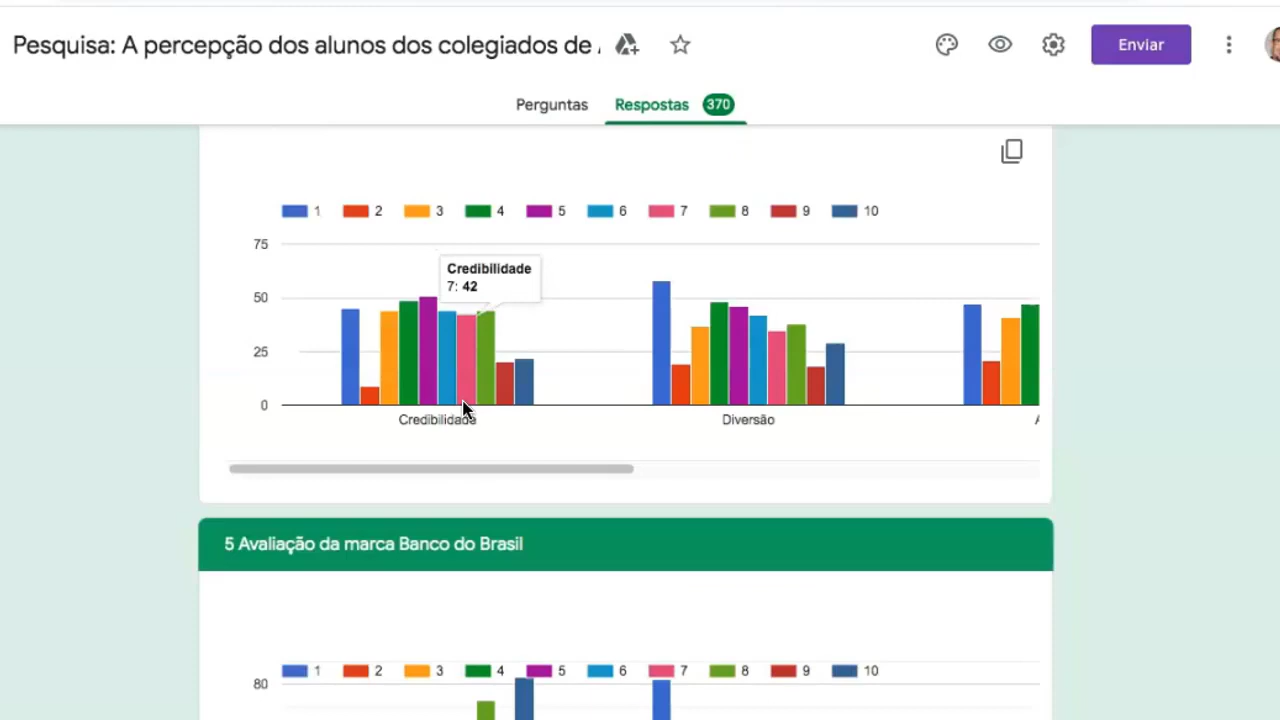 Pesquisa: A percepção dos alunos dos colegiados de
Enviar
Perguntas Respostas 370
1 2 3 4 5 6 7 8 9 10
75
Credibilidade
7: 42
50
25
0
Credibilidade Diversão A
5 Avaliação da marca Banco do Brasil
1 2 3 4 5 6 7 8 9 10
80